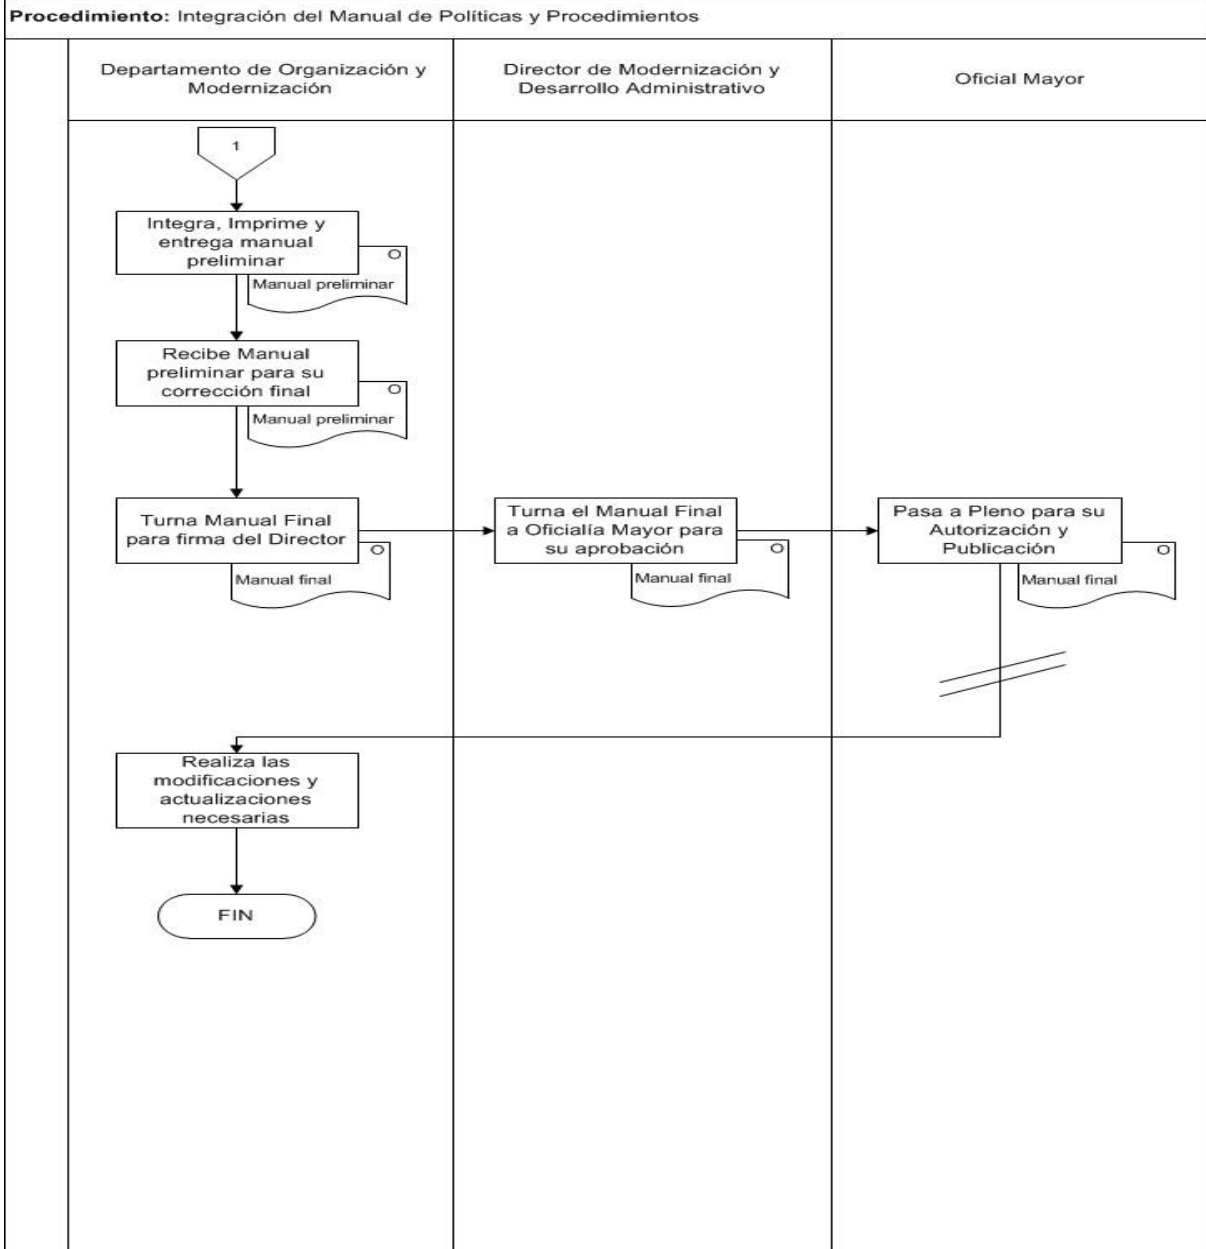 Procedimiento: Integración del Manual de Políticas y Procedimientos
Departamento de Organización y
Modernización
Director de Modernización y
Desarrollo Administrativo
Oficial Mayor
1
Integra, Imprime y
entrega manual
preliminar
O
Manual preliminar
Recibe Manual
preliminar para su
corrección final
O
Manual preliminar
Turna Manual Final
para firma del Director
O
Manual final
Turna el Manual Final
a Oficialía Mayor para
su aprobación
O
Manual final
Pasa a Pleno para su
Autorización y
Publicación
O
Manual final
Realiza las
modificaciones y
actualizaciones
necesarias
FIN